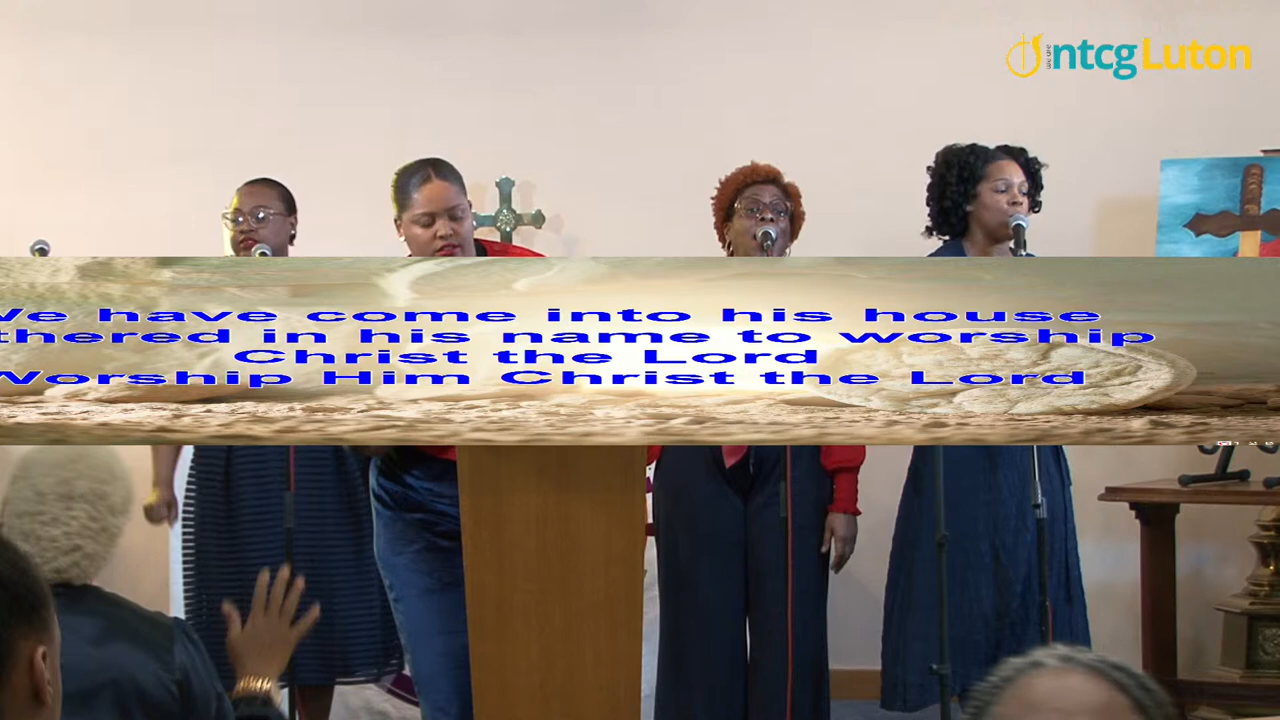 ntcg Luton
We have come into his house
thered in his name to worship
Christ the Lord
Worship Him Christ the Lord